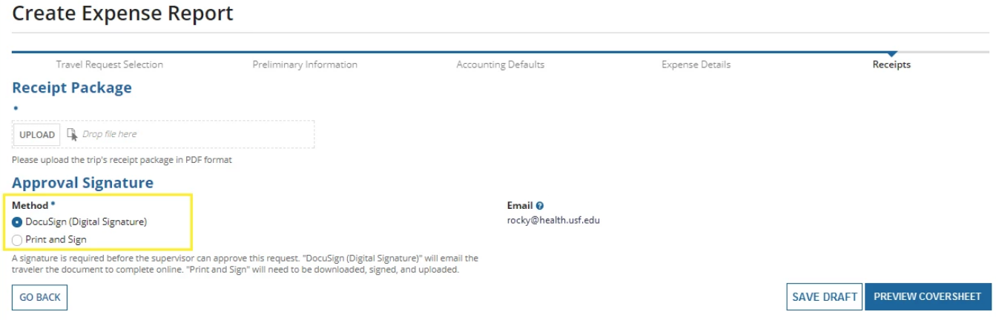 Create Expense Report
Travel Request Selection
Preliminary Information
Accounting Defaults
Expense Details
Receipts
Receipt Package
*
UPLOAD Drop file here
Please upload the trip's receipt package in PDF format
Approval Signature
Method *
DocuSign (Digital Signature)
Print and Sign
Email ?
rocky@health.usf.edu
A signature is required before the supervisor can approve this request. "DocuSign (Digital Signature)" will email the
traveler the document to complete online. "Print and Sign" will need to be downloaded, signed, and uploaded.
GO BACK
SAVE DRAFT
PREVIEW COVERSHEET